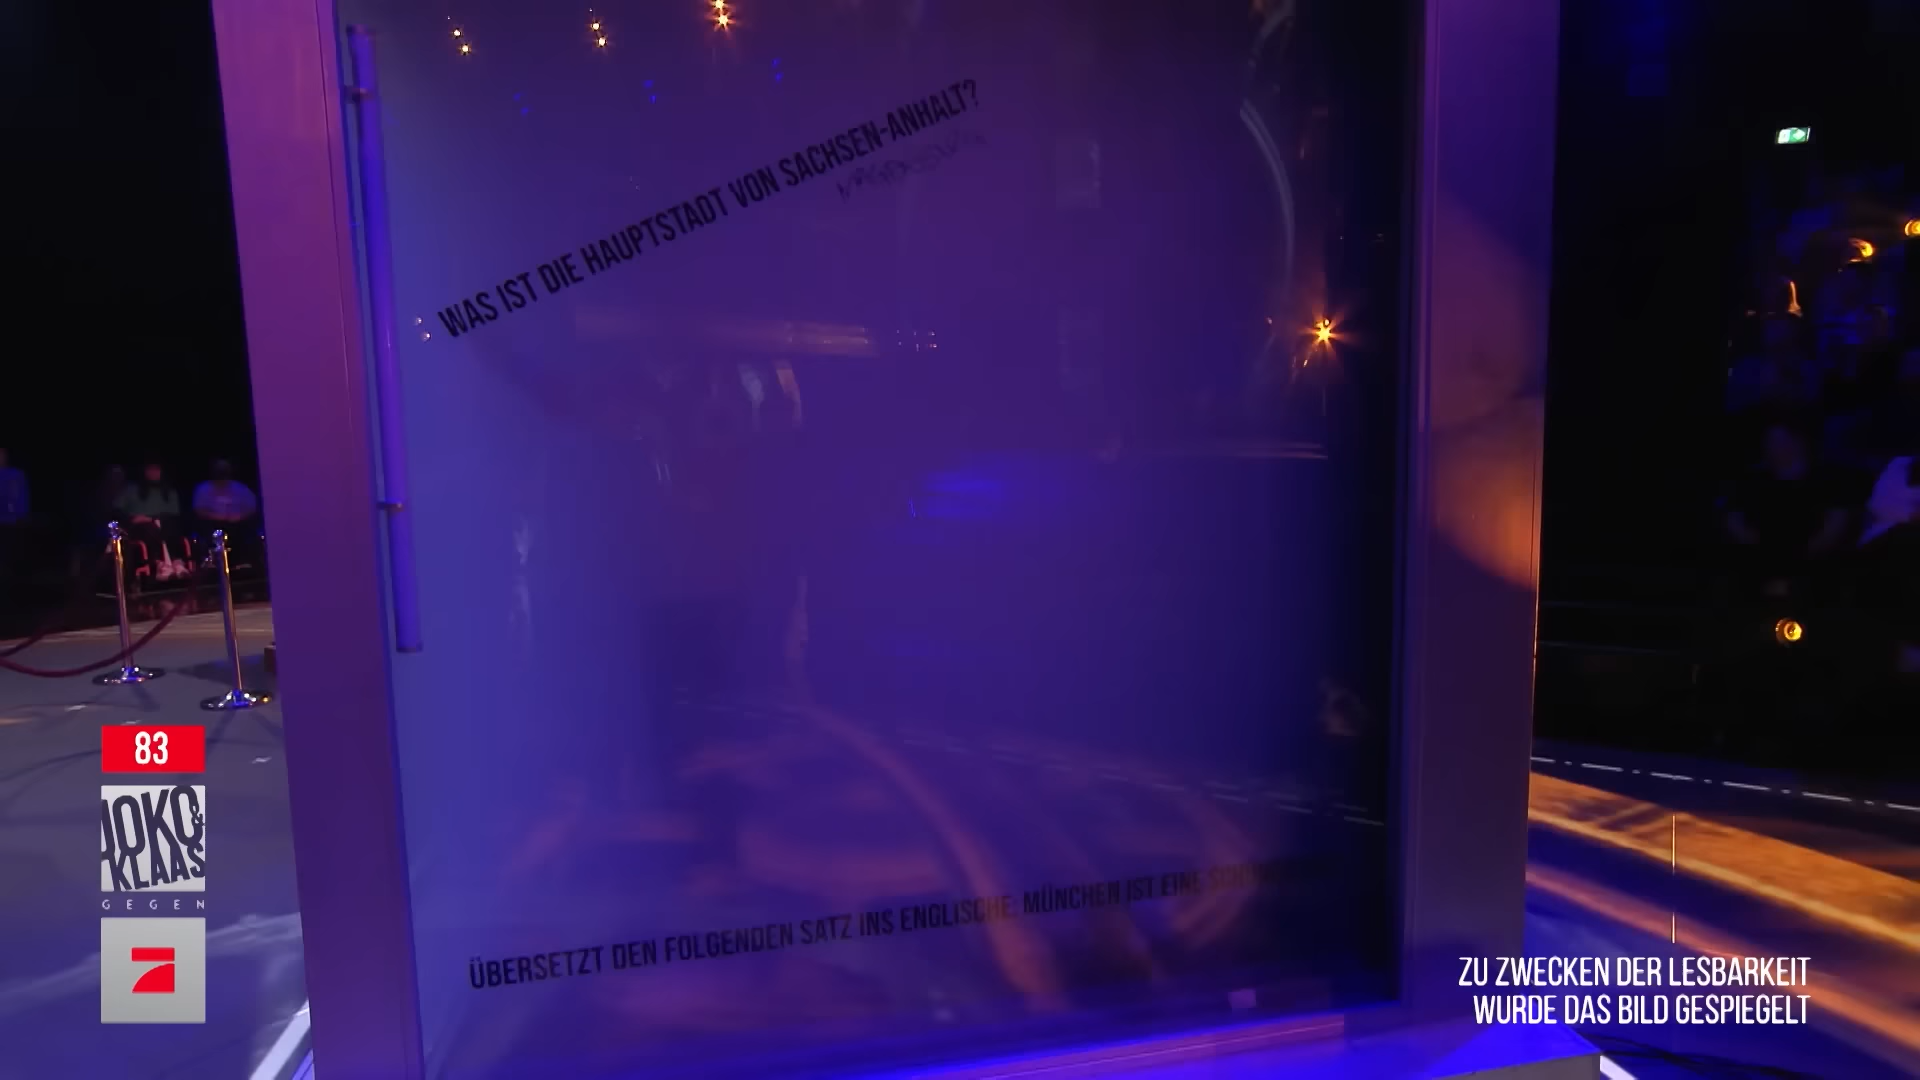 WAS IST DIE HAUPTSTADT VON SACHSEN-ANHALT?
ÜBERSETZT DEN FOLGENDEN SATZ INS ENGLISCHE: MÜNCHEN IST EINE
83
JOKO &
KLAAS
GEGEN
7
ZU ZWECKEN DER LESBARKEIT
WURDE DAS BILD GESPIEGELT